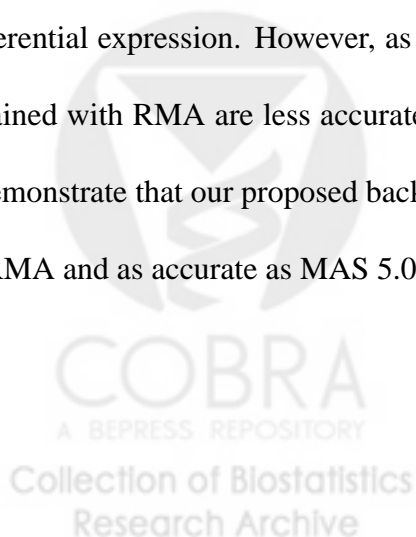 erential expression. However, as
ained with RMA are less accurate
emonstrate that our proposed back
RMA and as accurate as MAS 5.0
COBRA
A BEPRESS REPOSITORY
Collection of Biostatistics
Research Archive